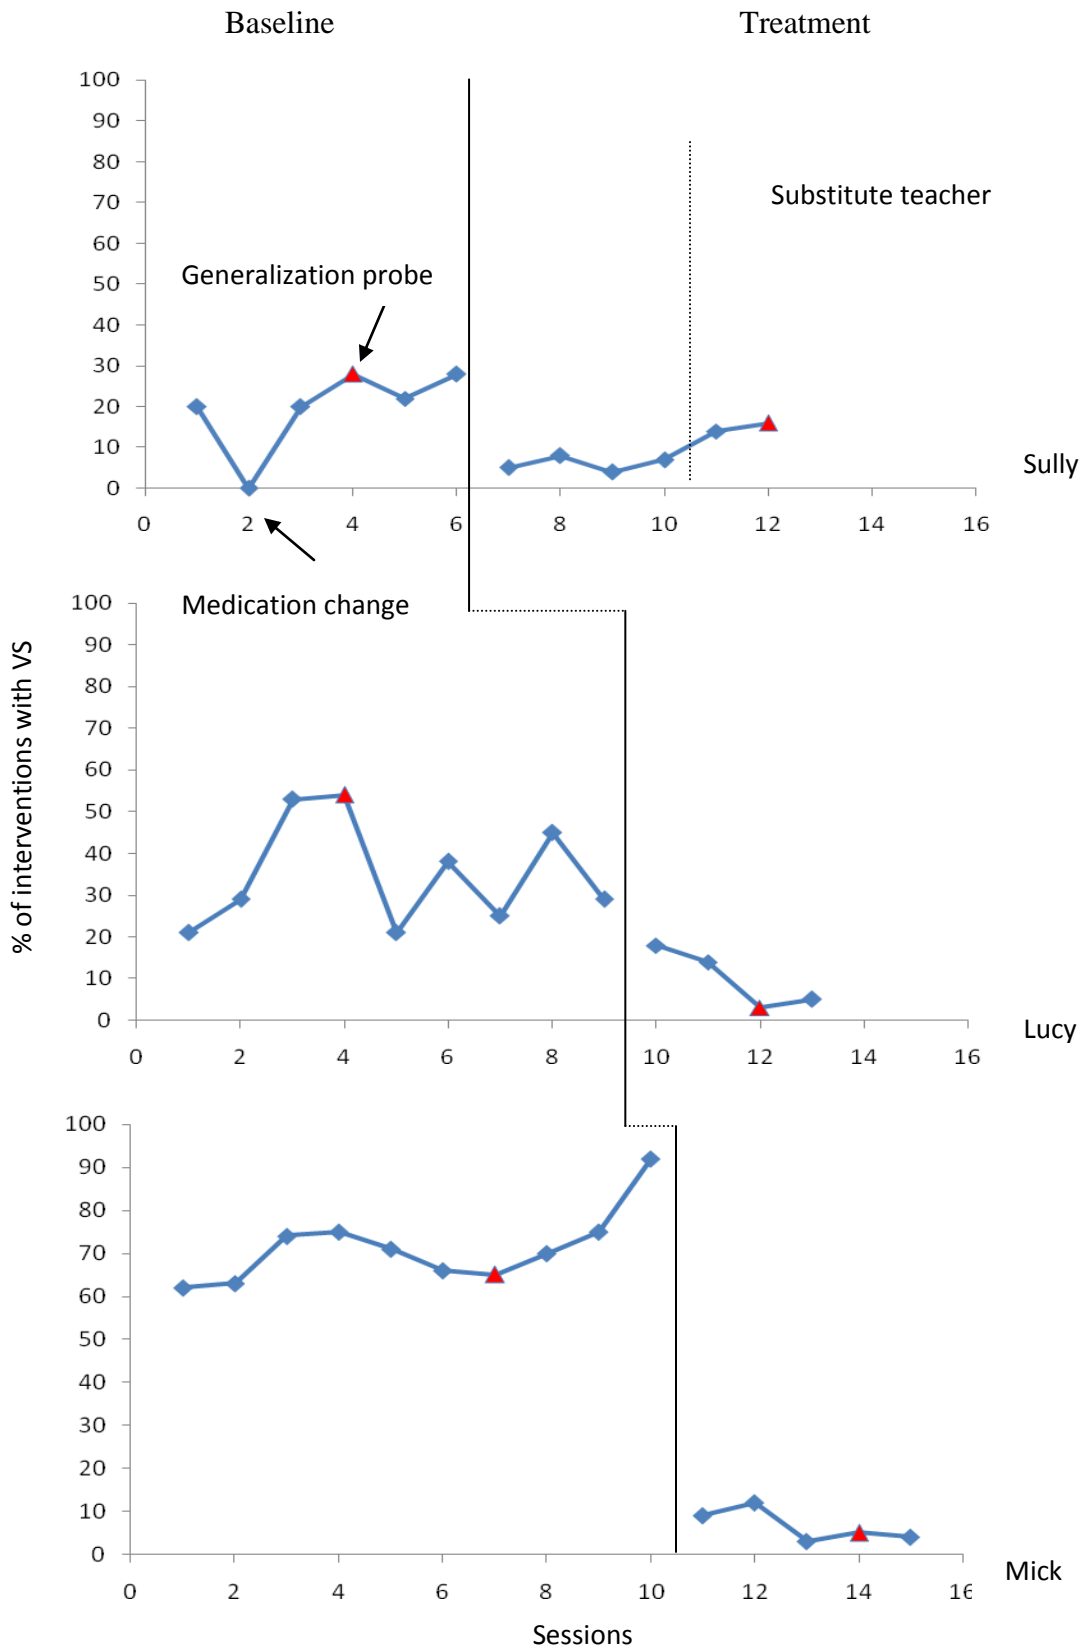 Baseline Treatment
100
90
80
70
60
50
40
30
20
10
0
0 2 4 6 8 10 12 14 16
Substitute teacher
Generalization probe
Sully
Medication change
% of interventions with VS
100
90
80
70
60
50
40
30
20
10
0
0 2 4 6 8 10 12 14 16
Lucy
100
90
80
70
60
50
40
30
20
10
0
0 2 4 6 8 10 12 14 16
Mick
Sessions